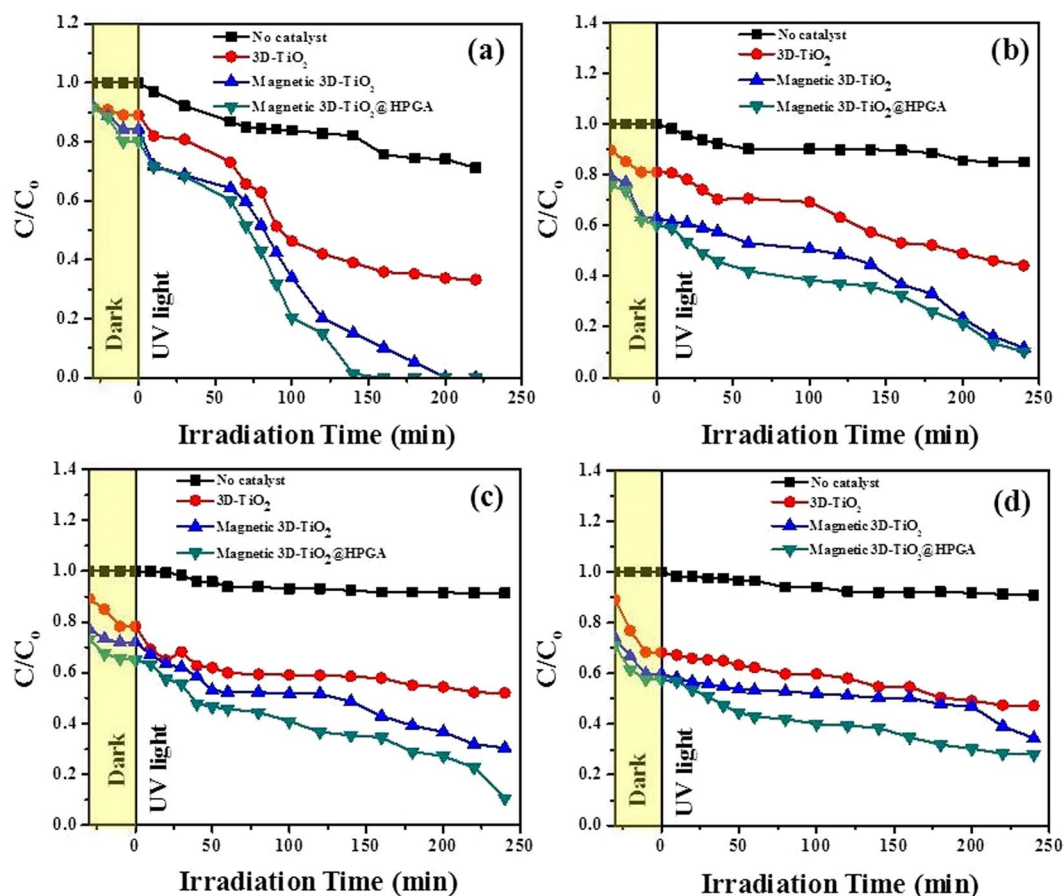 (a)
No catalyst
3D-TiO₂
Magnetic 3D-TiO₂
Magnetic 3D-TiO₂@HPGA
1.2
1.0
0.8
0.6
0.4
0.2
0.0
C/Cₒ
Dark
UV light
0 50 100 150 200 250
Irradiation Time (min)
(b)
No catalyst
3D-TiO₂
Magnetic 3D-TiO₂
Magnetic 3D-TiO₂@HPGA
1.4
1.2
1.0
0.8
0.6
0.4
0.2
0.0
C/Cₒ
Dark
UV light
0 50 100 150 200 250
Irradiation Time (min)
(c)
No catalyst
3D-TiO₂
Magnetic 3D-TiO₂
Magnetic 3D-TiO₂@HPGA
1.4
1.2
1.0
0.8
0.6
0.4
0.2
0.0
C/Cₒ
Dark
UV light
0 50 100 150 200 250
Irradiation Time (min)
(d)
No catalyst
3D-TiO₂
Magnetic 3D-TiO₂
Magnetic 3D-TiO₂@HPGA
1.4
1.2
1.0
0.8
0.6
0.4
0.2
0.0
C/Cₒ
Dark
UV light
0 50 100 150 200 250
Irradiation Time (min)